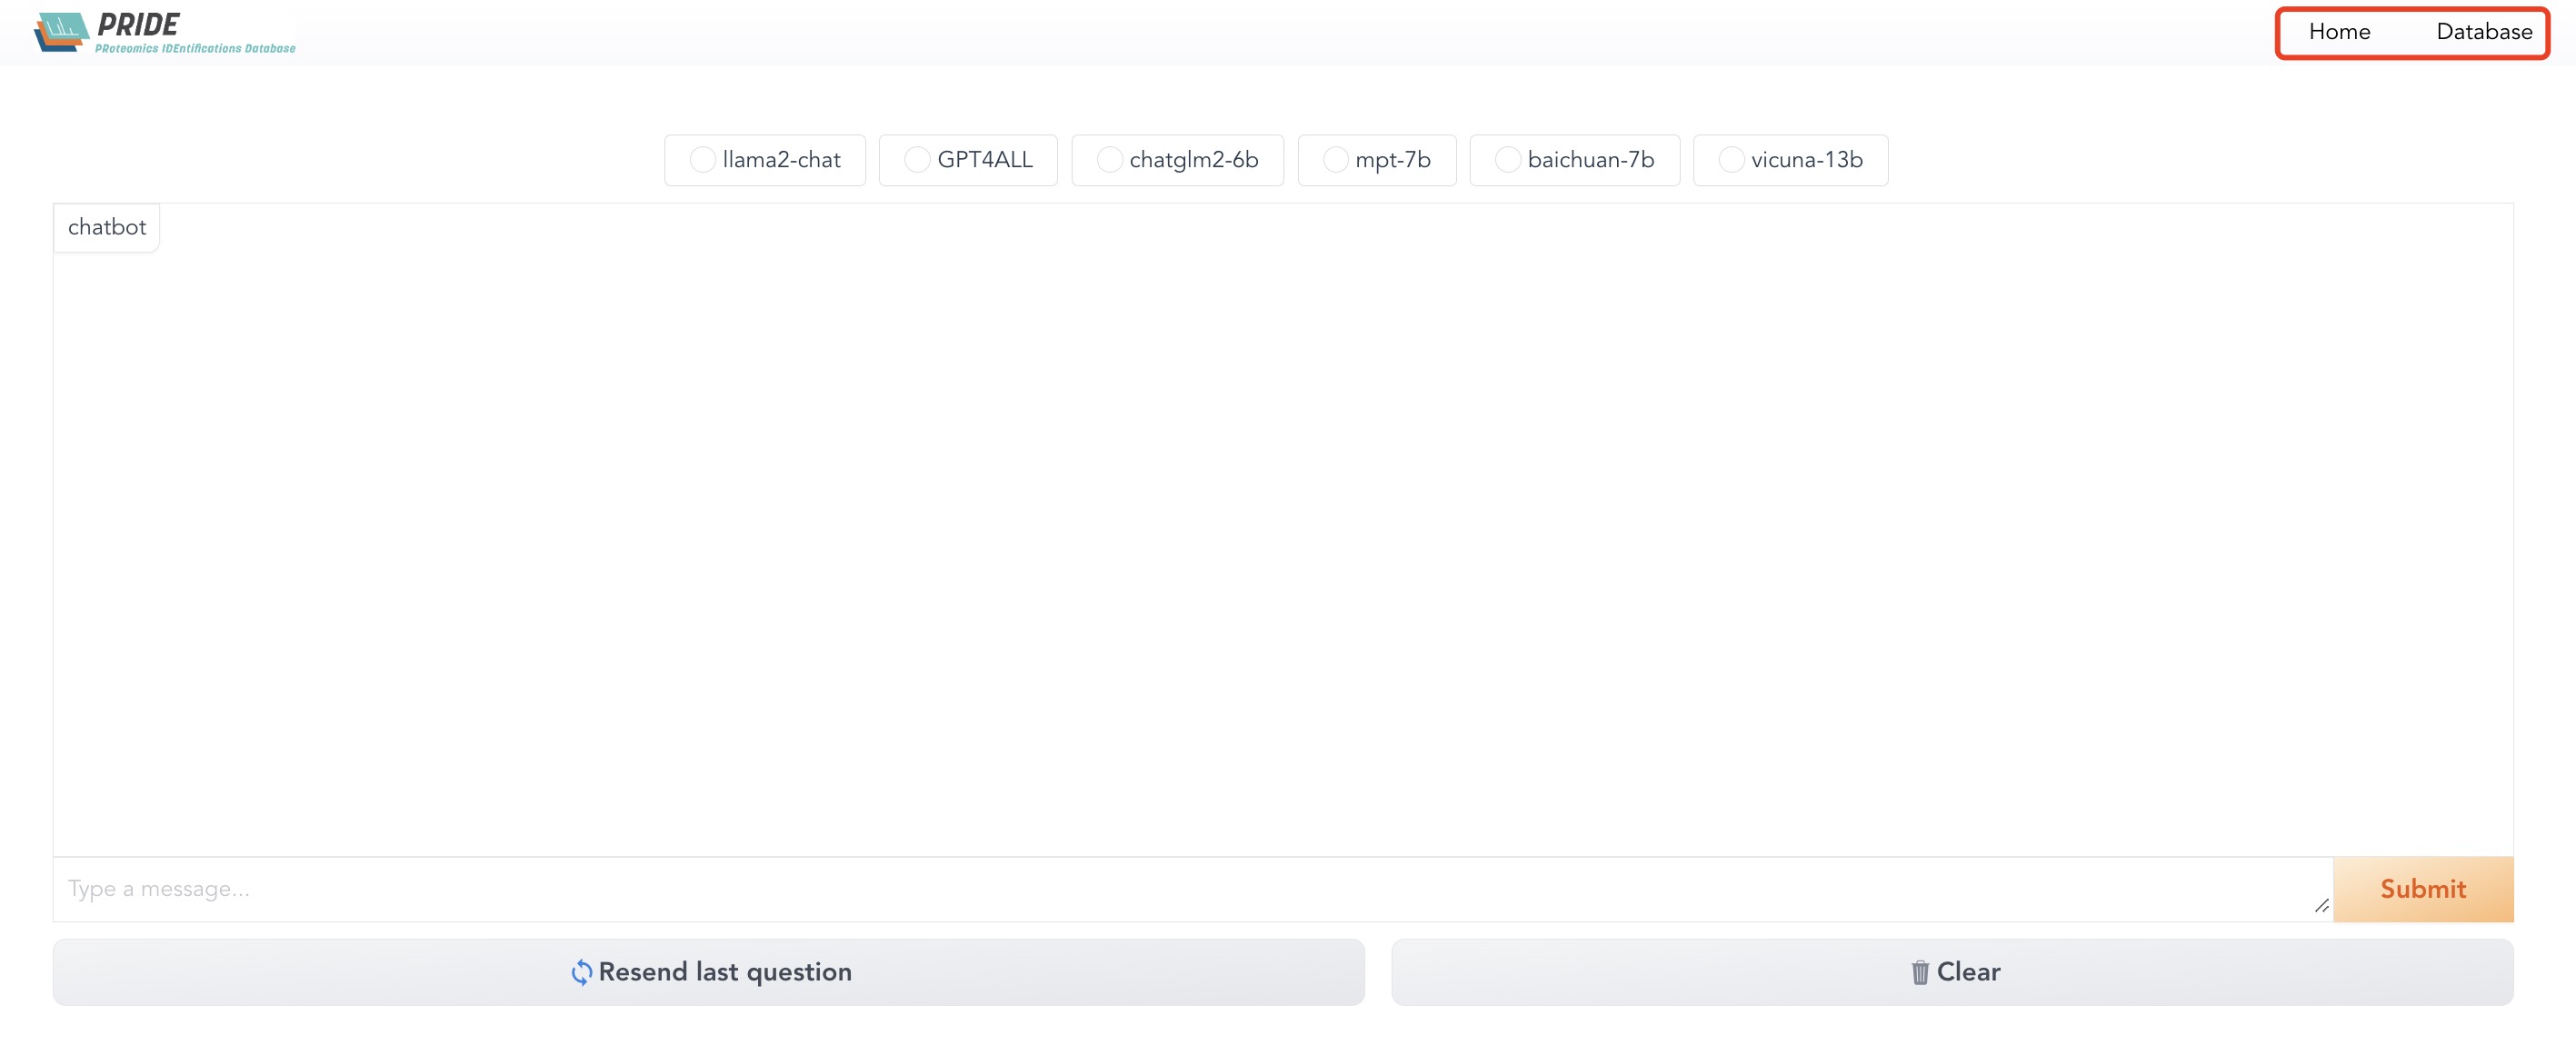 PRIDE
PRoteomics IDEntifications Database
Home Database
llama2-chat GPT4ALL chatglm2-6b mpt-7b baichuan-7b vicuna-13b
chatbot
Type a message...
Submit
Resend last question Clear